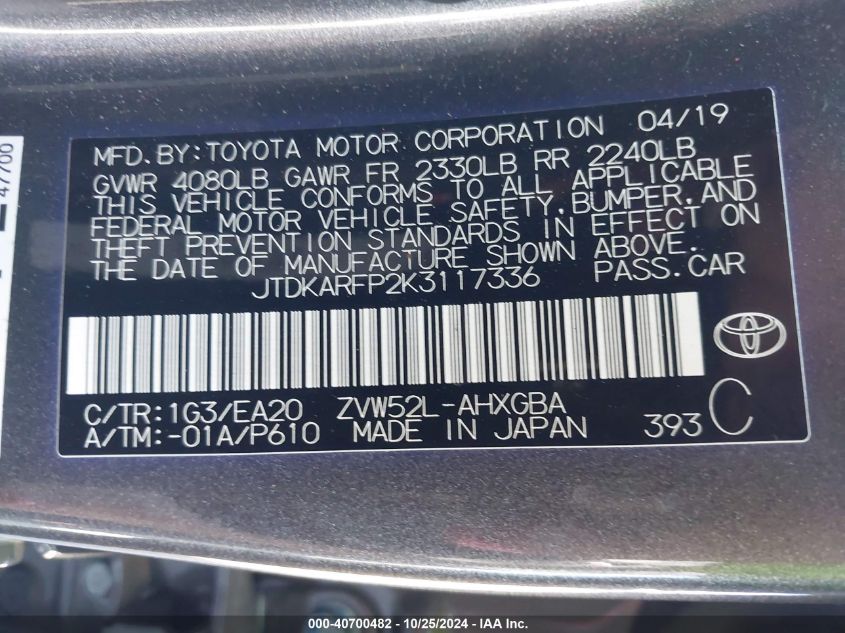 MFD. BY: TOYOTA MOTOR CORPORATION 04/19
GVWR 4080LB GAWR FR 2330LB RR 2240LB
THIS VEHICLE CONFORMS TO ALL APPLICABLE
FEDERAL MOTOR VEHICLE SAFETY, BUMPER, AND
THEFT PREVENTION STANDARDS IN EFFECT ON
THE DATE OF MANUFACTURE SHOWN ABOVE.
JTDKARFP2K3117336 PASS. CAR
C/TR: 1G3/EA20 ZVW52L-AHXGBA
A/TM: -01A/P610 MADE IN JAPAN 393 C
47700
000-40700482 - 10/25/2024 - IAA Inc.